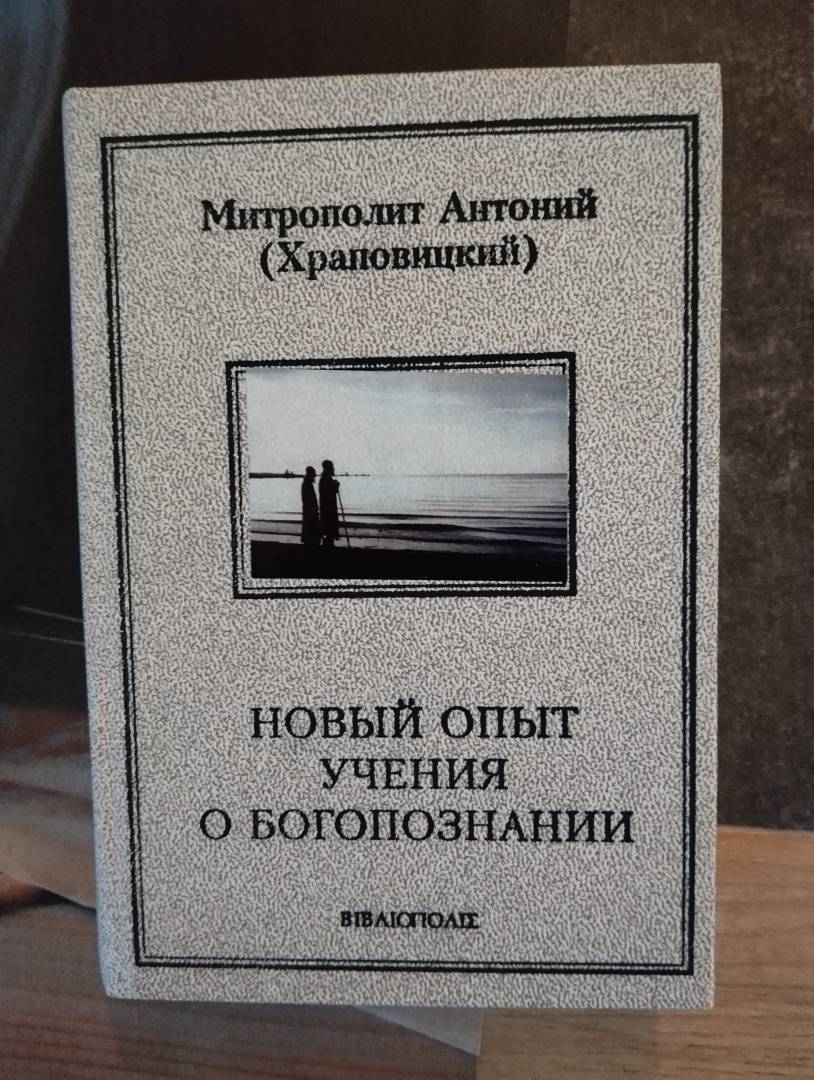 Митрополит Антоний
(Храповицкий)
НОВЫЙ ОПЫТ
УЧЕНИЯ
О БОГОПОЗНАНИИ
ΒΙΒΛΙΟΠΟΛΙΣ